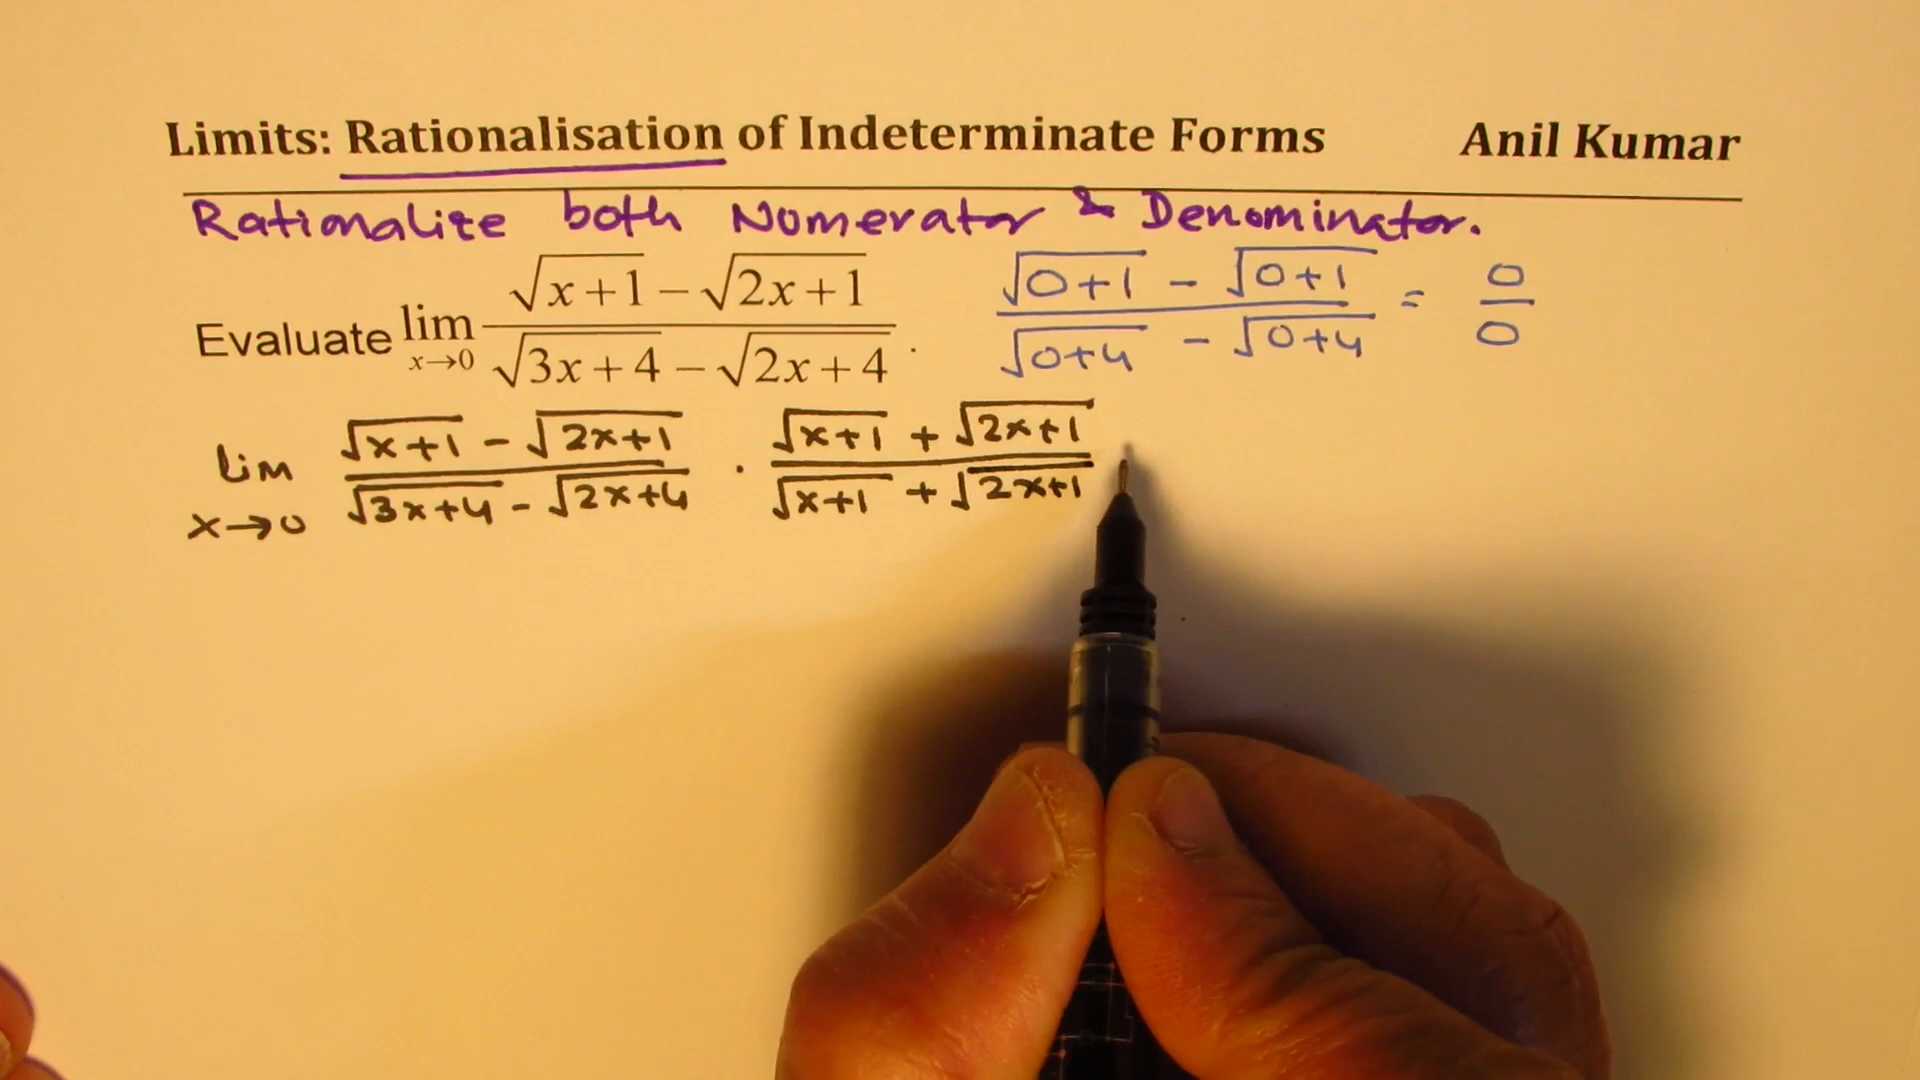 Limits: Rationalisation of Indeterminate Forms Anil Kumar
Rationalize both Numerator & Denominator.
Evaluate lim x→0 (√(x+1) − √(2x+1)) / (√(3x+4) − √(2x+4)). (√(0+1) − √(0+1)) / (√(0+4) − √(0+4)) = 0/0
lim x→0 (√(x+1) − √(2x+1)) / (√(3x+4) − √(2x+4)) · (√(x+1) + √(2x+1)) / (√(x+1) + √(2x+1))